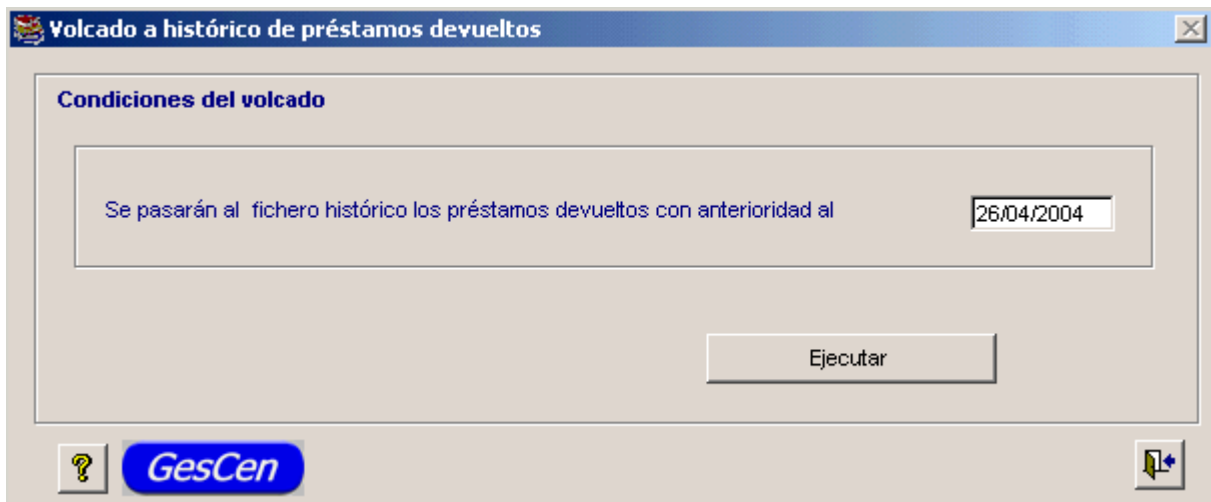 Volcado a histórico de préstamos devueltos
Condiciones del volcado
Se pasarán al fichero histórico los préstamos devueltos con anterioridad al 26/04/2004
Ejecutar
? GesCen